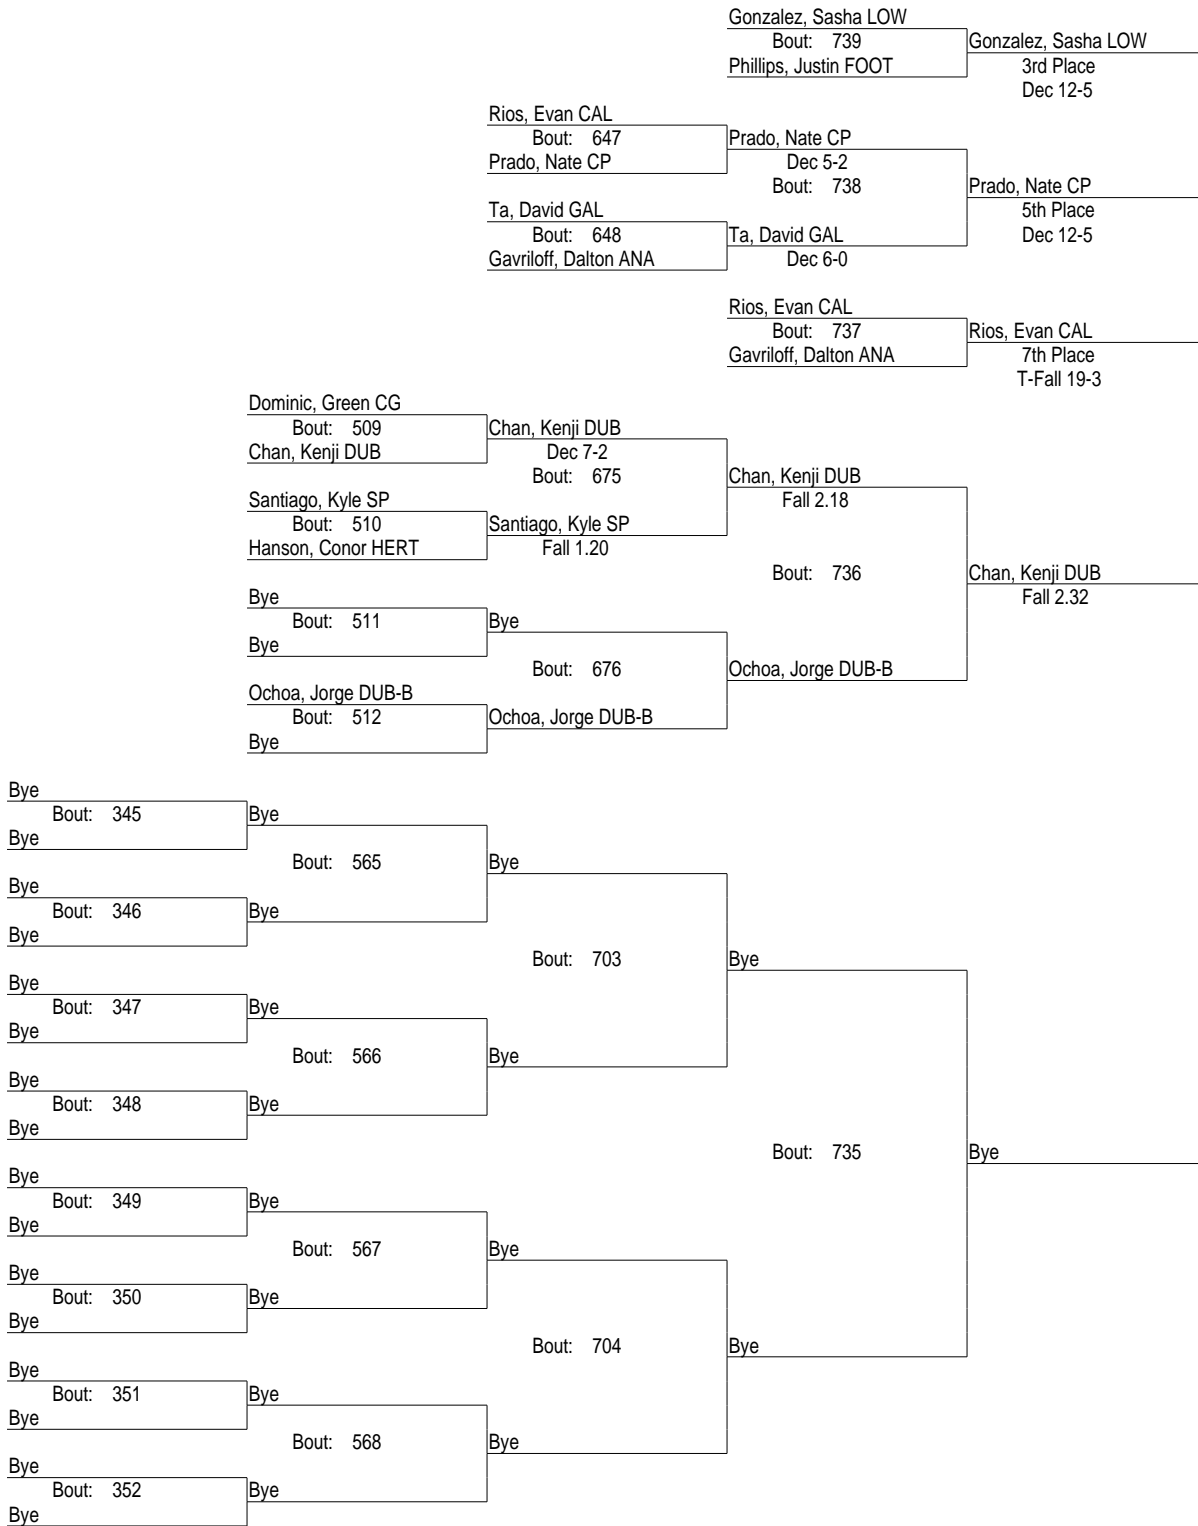 Gonzalez, Sasha LOW
Bout: 739
Phillips, Justin FOOT
Gonzalez, Sasha LOW
3rd Place
Dec 12-5
Rios, Evan CAL
Bout: 647
Prado, Nate CP
Prado, Nate CP
Dec 5-2
Bout: 738
Prado, Nate CP
5th Place
Dec 12-5
Ta, David GAL
Bout: 648
Gavriloff, Dalton ANA
Ta, David GAL
Dec 6-0
Rios, Evan CAL
Bout: 737
Gavriloff, Dalton ANA
Rios, Evan CAL
7th Place
T-Fall 19-3
Dominic, Green CG
Bout: 509
Chan, Kenji DUB
Chan, Kenji DUB
Dec 7-2
Bout: 675
Chan, Kenji DUB
Fall 2.18
Santiago, Kyle SP
Bout: 510
Hanson, Conor HERT
Santiago, Kyle SP
Fall 1.20
Bout: 736
Chan, Kenji DUB
Fall 2.32
Bye
Bout: 511
Bye
Bye
Bout: 676
Ochoa, Jorge DUB-B
Ochoa, Jorge DUB-B
Bout: 512
Bye
Ochoa, Jorge DUB-B
Bye
Bout: 345
Bye
Bye
Bout: 565
Bye
Bye
Bout: 346
Bye
Bye
Bout: 703
Bye
Bye
Bout: 347
Bye
Bye
Bout: 566
Bye
Bye
Bout: 348
Bye
Bye
Bout: 735
Bye
Bye
Bout: 349
Bye
Bye
Bout: 567
Bye
Bye
Bout: 350
Bye
Bye
Bout: 704
Bye
Bye
Bout: 351
Bye
Bye
Bout: 568
Bye
Bye
Bout: 352
Bye
Bye